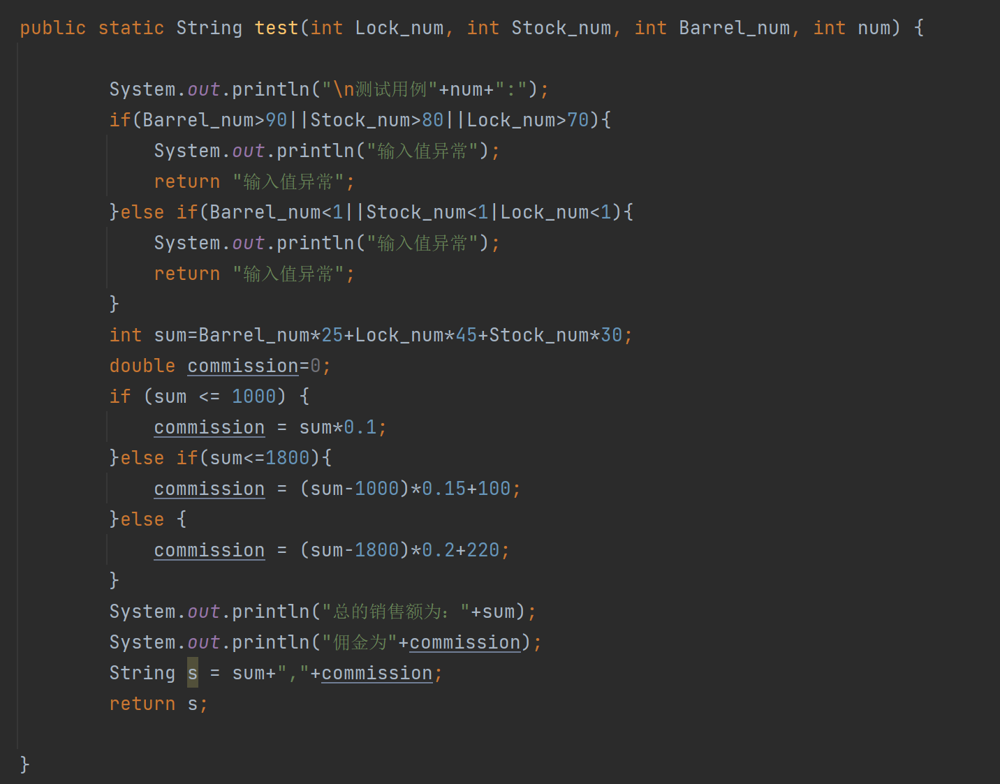 public static String test(int Lock_num, int Stock_num, int Barrel_num, int num) {
System.out.println("\n测试用例"+num+":");
if(Barrel_num>90||Stock_num>80||Lock_num>70){
System.out.println("输入值异常");
return "输入值异常";
}else if(Barrel_num<1||Stock_num<1|Lock_num<1){
System.out.println("输入值异常");
return "输入值异常";
}
int sum=Barrel_num*25+Lock_num*45+Stock_num*30;
double commission=0;
if (sum <= 1000) {
commission = sum*0.1;
}else if(sum<=1800){
commission = (sum-1000)*0.15+100;
}else {
commission = (sum-1800)*0.2+220;
}
System.out.println("总的销售额为："+sum);
System.out.println("佣金为"+commission);
String s = sum+","+commission;
return s;
}